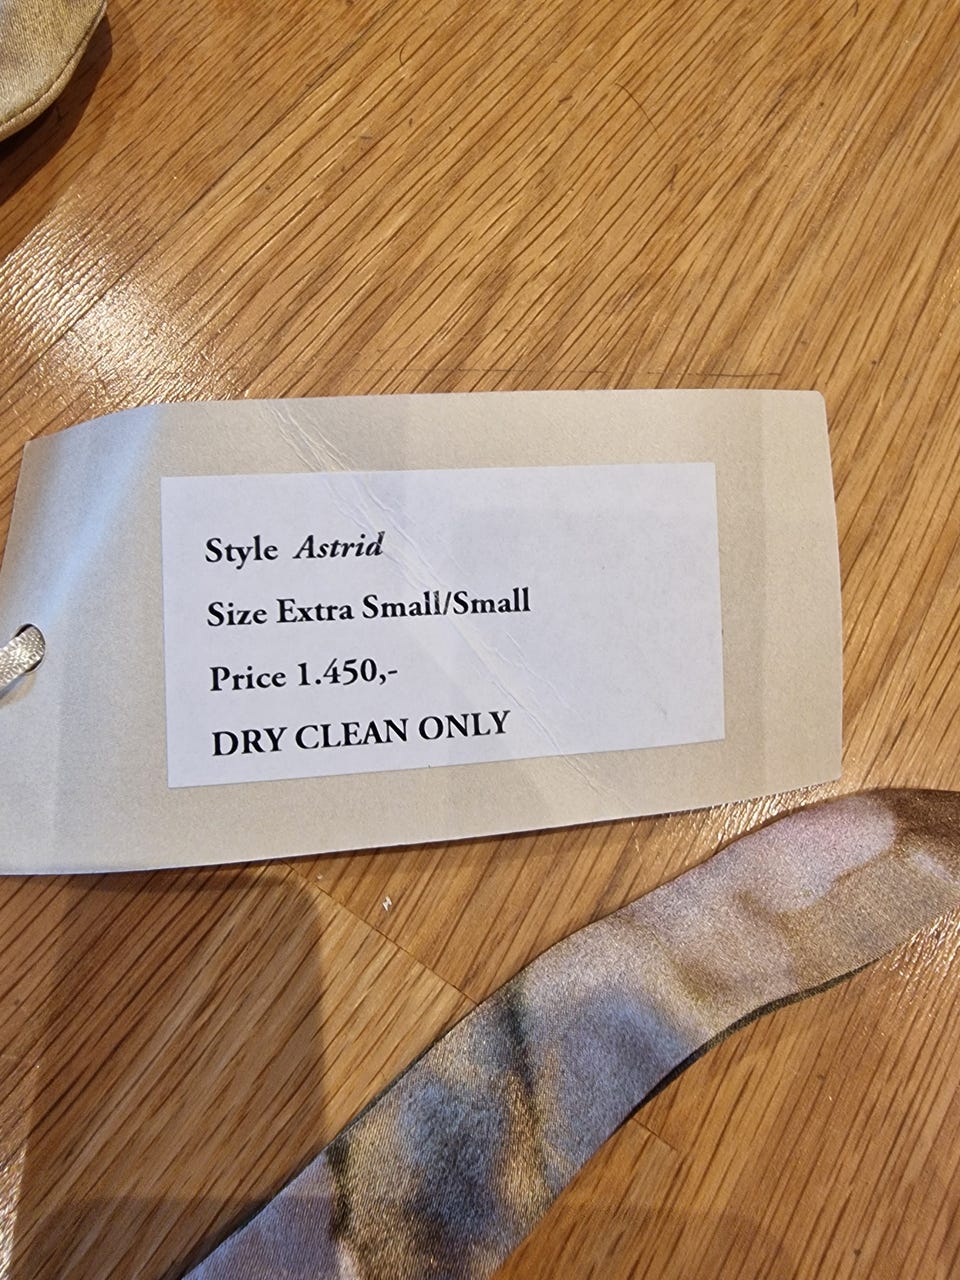 Style Astrid
Size Extra Small/Small
Price 1.450,-
DRY CLEAN ONLY